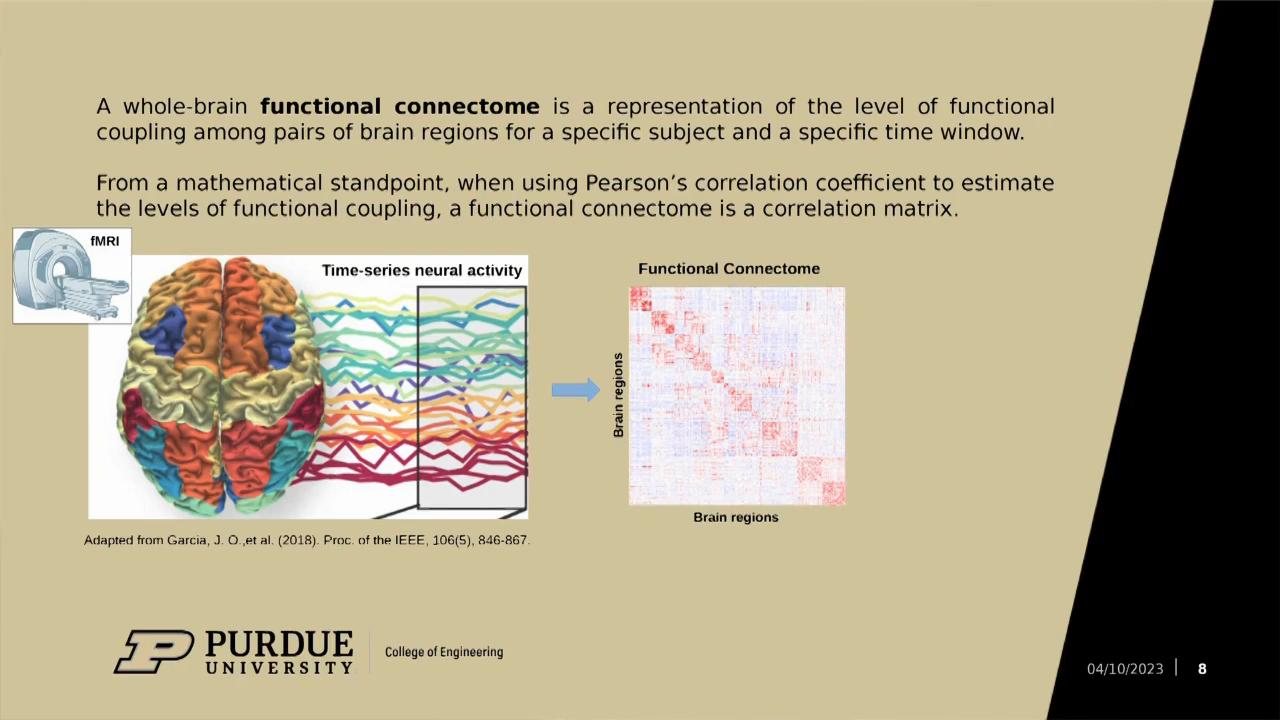 A whole-brain functional connectome is a representation of the level of functional
coupling among pairs of brain regions for a specific subject and a specific time window.
From a mathematical standpoint, when using Pearson’s correlation coefficient to estimate
the levels of functional coupling, a functional connectome is a correlation matrix.
fMRI
Time-series neural activity
Functional Connectome
Brain regions
Brain regions
Adapted from Garcia, J. O.,et al. (2018). Proc. of the IEEE, 106(5), 846-867.
P PURDUE
UNIVERSITY
College of Engineering
04/10/2023 | 8